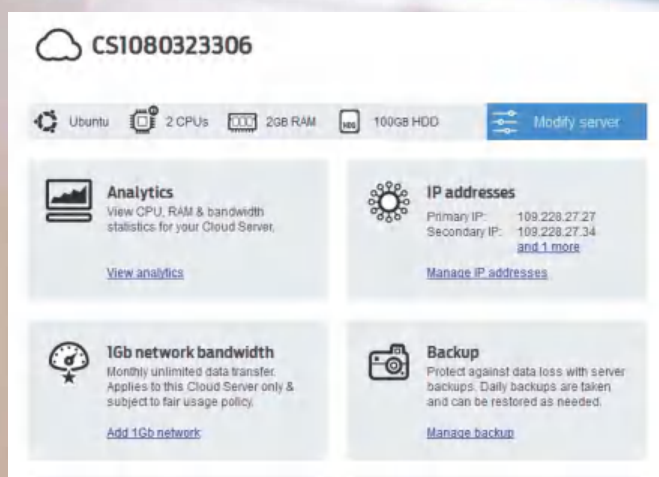 CS1080323306
Ubuntu 2 CPUs 2GB RAM HDD 100GB HDD Modify server
Analytics
View CPU, RAM & bandwidth
statistics for your Cloud Server.
View analytics
IP addresses
Primary IP: 109.228.27.27
Secondary IP: 109.228.27.34
and 1 more
Manage IP addresses
1Gb network bandwidth
Monthly unlimited data transfer.
Applies to this Cloud Server only &
subject to fair usage policy.
Add 1Gb network
Backup
Protect against data loss with server
backups. Daily backups are taken
and can be restored as needed.
Manage backup